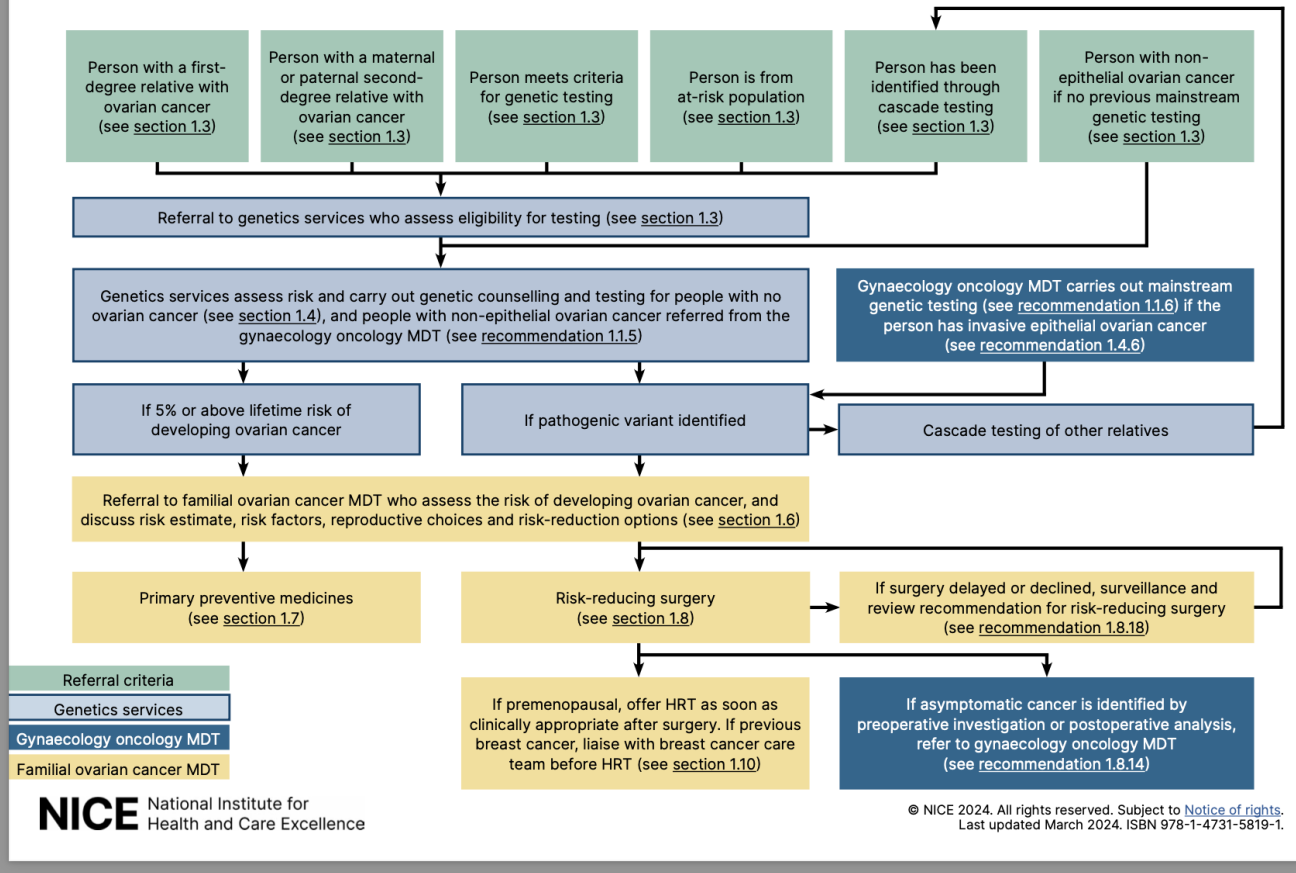 Person with a first-
degree relative with
ovarian cancer
(see section 1.3)
Person with a maternal
or paternal second-
degree relative with
ovarian cancer
(see section 1.3)
Person meets criteria
for genetic testing
(see section 1.3)
Person is from
at-risk population
(see section 1.3)
Person has been
identified through
cascade testing
(see section 1.3)
Person with non-
epithelial ovarian cancer
if no previous mainstream
genetic testing
(see section 1.3)
Referral to genetics services who assess eligibility for testing (see section 1.3)
Genetics services assess risk and carry out genetic counselling and testing for people with no
ovarian cancer (see section 1.4), and people with non-epithelial ovarian cancer referred from the
gynaecology oncology MDT (see recommendation 1.1.5)
Gynaecology oncology MDT carries out mainstream
genetic testing (see recommendation 1.1.6) if the
person has invasive epithelial ovarian cancer
(see recommendation 1.4.6)
If 5% or above lifetime risk of
developing ovarian cancer
If pathogenic variant identified
Cascade testing of other relatives
Referral to familial ovarian cancer MDT who assess the risk of developing ovarian cancer, and
discuss risk estimate, risk factors, reproductive choices and risk-reduction options (see section 1.6)
Primary preventive medicines
(see section 1.7)
Risk-reducing surgery
(see section 1.8)
If surgery delayed or declined, surveillance and
review recommendation for risk-reducing surgery
(see recommendation 1.8.18)
If premenopausal, offer HRT as soon as
clinically appropriate after surgery. If previous
breast cancer, liaise with breast cancer care
team before HRT (see section 1.10)
If asymptomatic cancer is identified by
preoperative investigation or postoperative analysis,
refer to gynaecology oncology MDT
(see recommendation 1.8.14)
Referral criteria
Genetics services
Gynaecology oncology MDT
Familial ovarian cancer MDT
NICE National Institute for
Health and Care Excellence
© NICE 2024. All rights reserved. Subject to Notice of rights.
Last updated March 2024. ISBN 978-1-4731-5819-1.